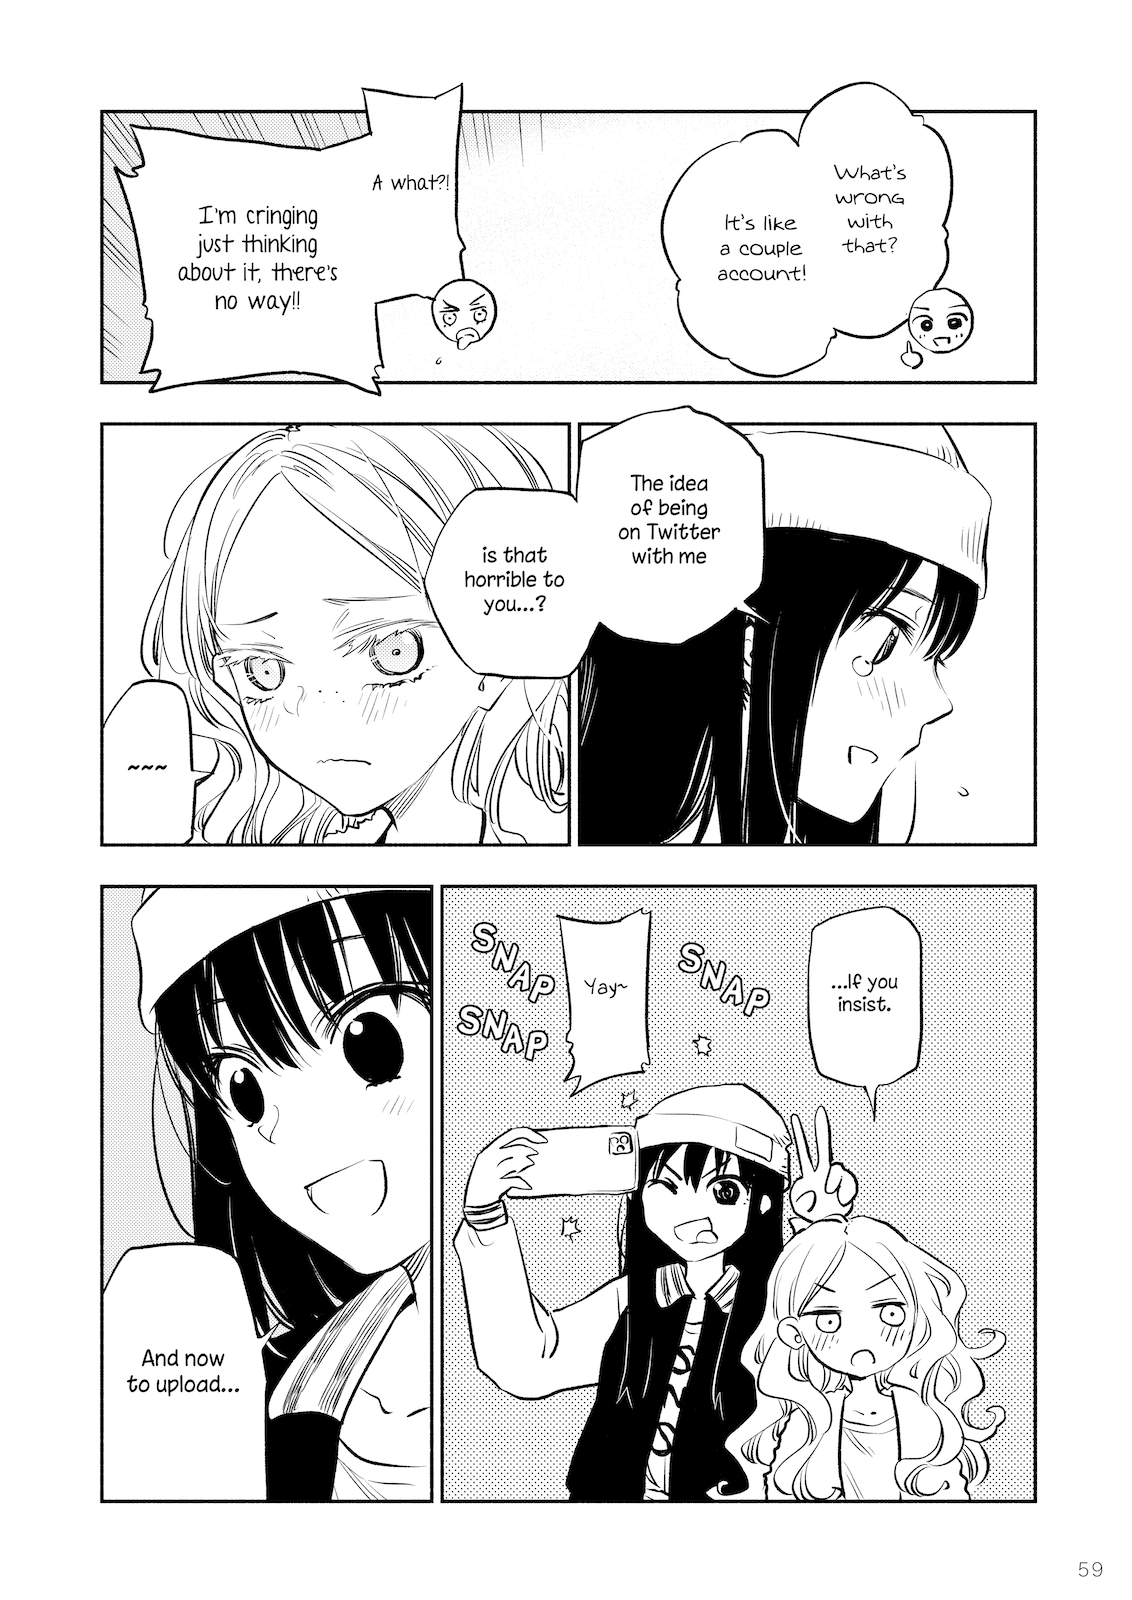 What's
wrong
with
that?
It's like
a couple
account!
A what?!
I'm cringing
just thinking
about it, there's
no way!!
The idea
of being
on Twitter
with me
is that
horrible to
you...?
~~~
...If you
insist.
SNAP
Yay~
SNAP
SNAP
And now
to upload...
59